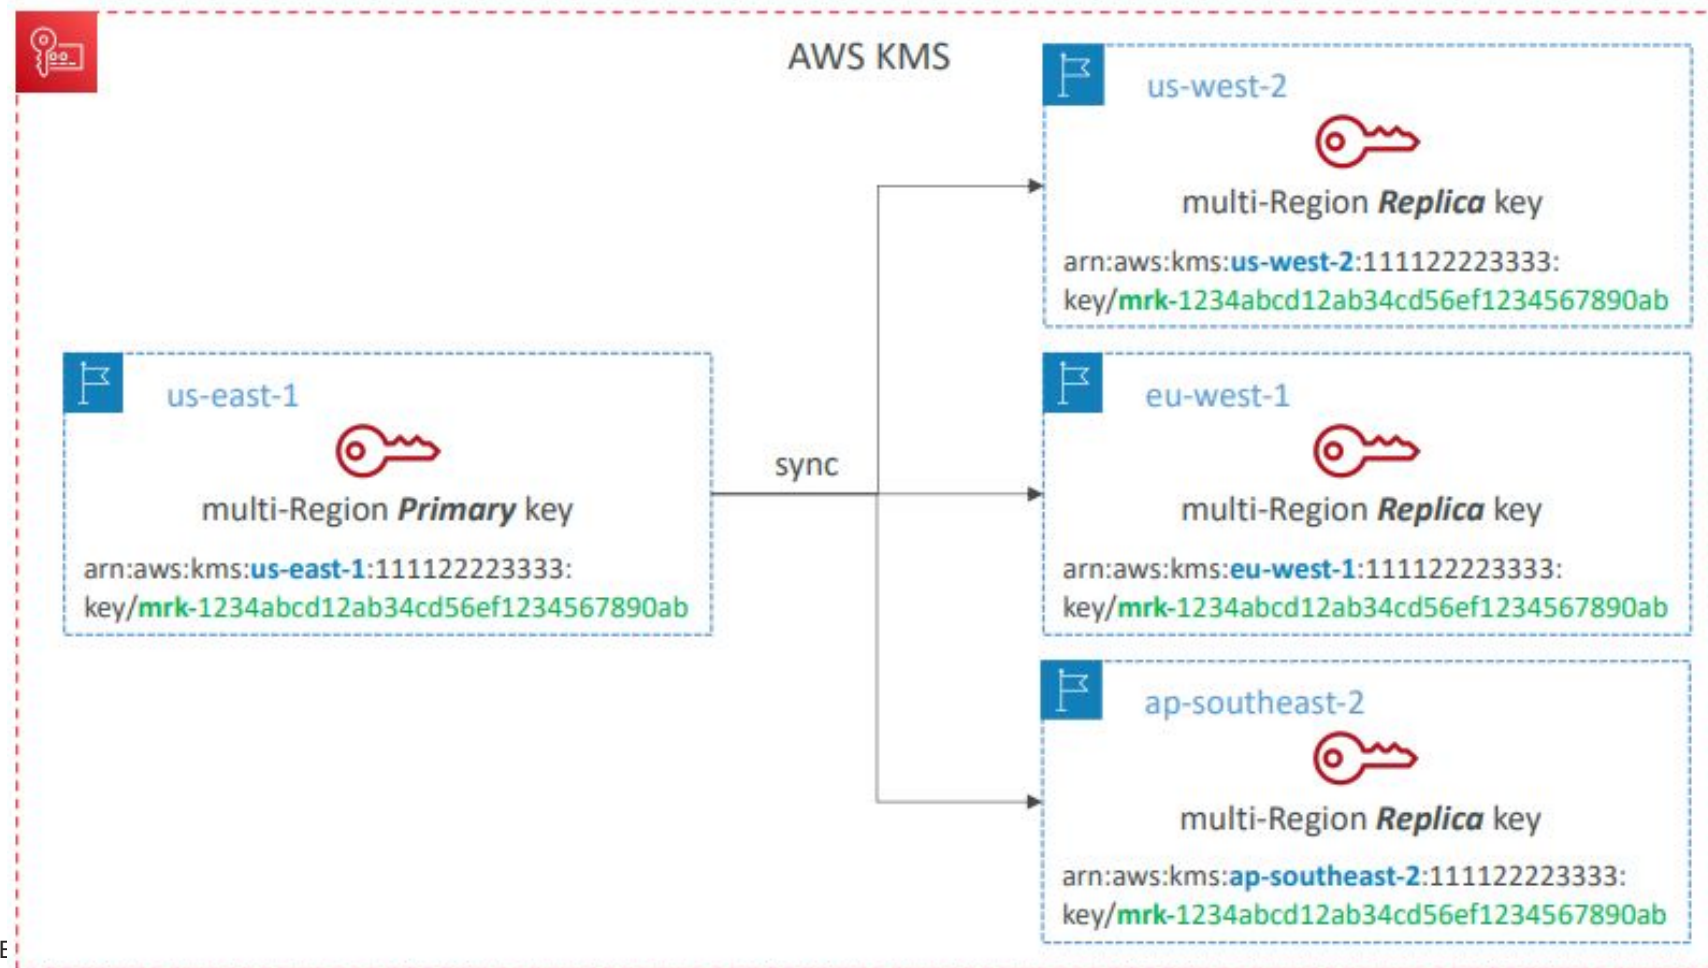 AWS KMS
us-west-2
multi-Region Replica key
arn:aws:kms:us-west-2:111122223333:
key/mrk-1234abcd12ab34cd56ef1234567890ab
us-east-1
multi-Region Primary key
arn:aws:kms:us-east-1:111122223333:
key/mrk-1234abcd12ab34cd56ef1234567890ab
sync
eu-west-1
multi-Region Replica key
arn:aws:kms:eu-west-1:111122223333:
key/mrk-1234abcd12ab34cd56ef1234567890ab
ap-southeast-2
multi-Region Replica key
arn:aws:kms:ap-southeast-2:111122223333:
key/mrk-1234abcd12ab34cd56ef1234567890ab
E